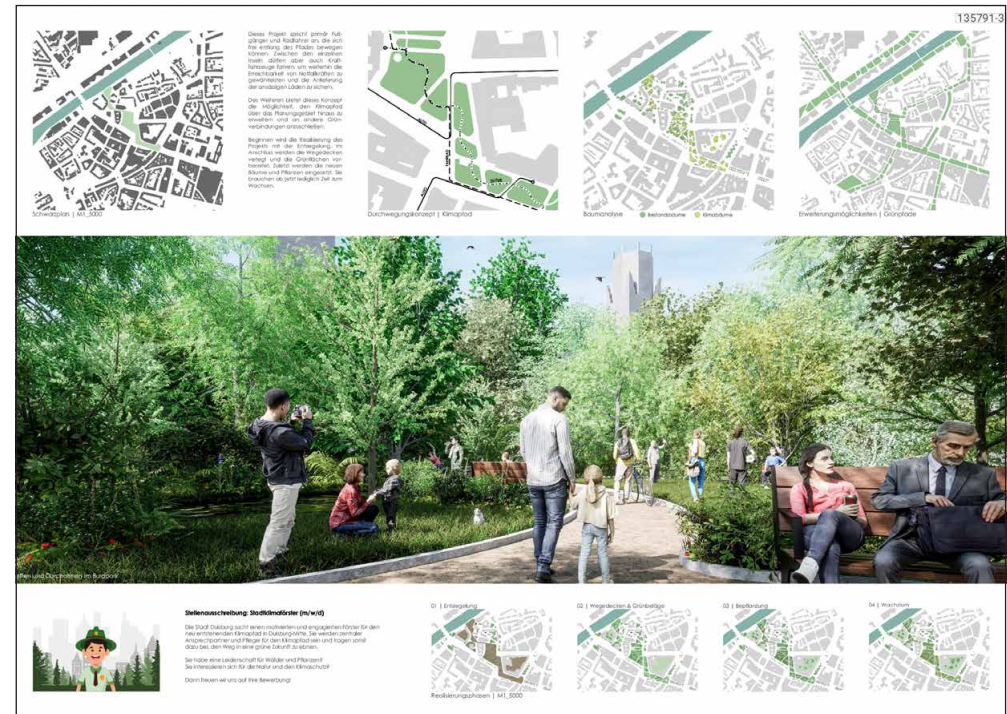 135791-3
Dieses Projekt spricht primär Fuß-
gänger und Radfahrer an, die sich
frei entlang des Pfades bewegen
können. Zwischen den einzelnen
Inseln dürfen aber auch Kraft-
fahrzeuge fahren, um weiterhin die
Erreichbarkeit von Notfallkräften zu
gewährleisten und die Anlieferung
der ansässigen Läden zu sichern.
Des Weiteren bietet dieses Konzept
die Möglichkeit, den Klimapfad
über das Planungsgebiet hinaus zu
erweitern und an andere Grün-
verbindungen anzuschließen.
Begonnen wird die Realisierung des
Projekts mit der Entsiegelung. Im
Anschluss werden die Wegedecken
verlegt und die Grünflächen vor-
bereitet. Zuletzt werden die neuen
Bäume und Pflanzen eingesetzt. Sie
brauchen ab jetzt lediglich Zeit zum
Wachsen.
Schwarzplan | M1_5000
Durchwegungskonzept | Klimapfad
Baumanalyse
Bestandsbäume
Klimabäume
Erweiterungsmöglichkeiten | Grünpfade
und Durchatmen im Burgpark
Stellenausschreibung: Stadtklimaförster (m/w/d)
Die Stadt Duisburg sucht einen motivierten und engagierten Förster für den
neu entstehenden Klimapfad in Duisburg-Mitte. Sie werden zentraler
Ansprechpartner und Pfleger für den Klimapfad sein und tragen somit
dazu bei, den Weg in eine grüne Zukunft zu ebnen.
Sie habe eine Leidenschaft für Wälder und Pflanzen?
Sie interessieren sich für die Natur und den Klimaschutz?
Dann freuen wir uns auf Ihre Bewerbung!
01 | Entsiegelung
02 | Wegedecken & Grünbeläge
03 | Bepflanzung
04 | Wachstum
Realisierungsphasen | M1_5000